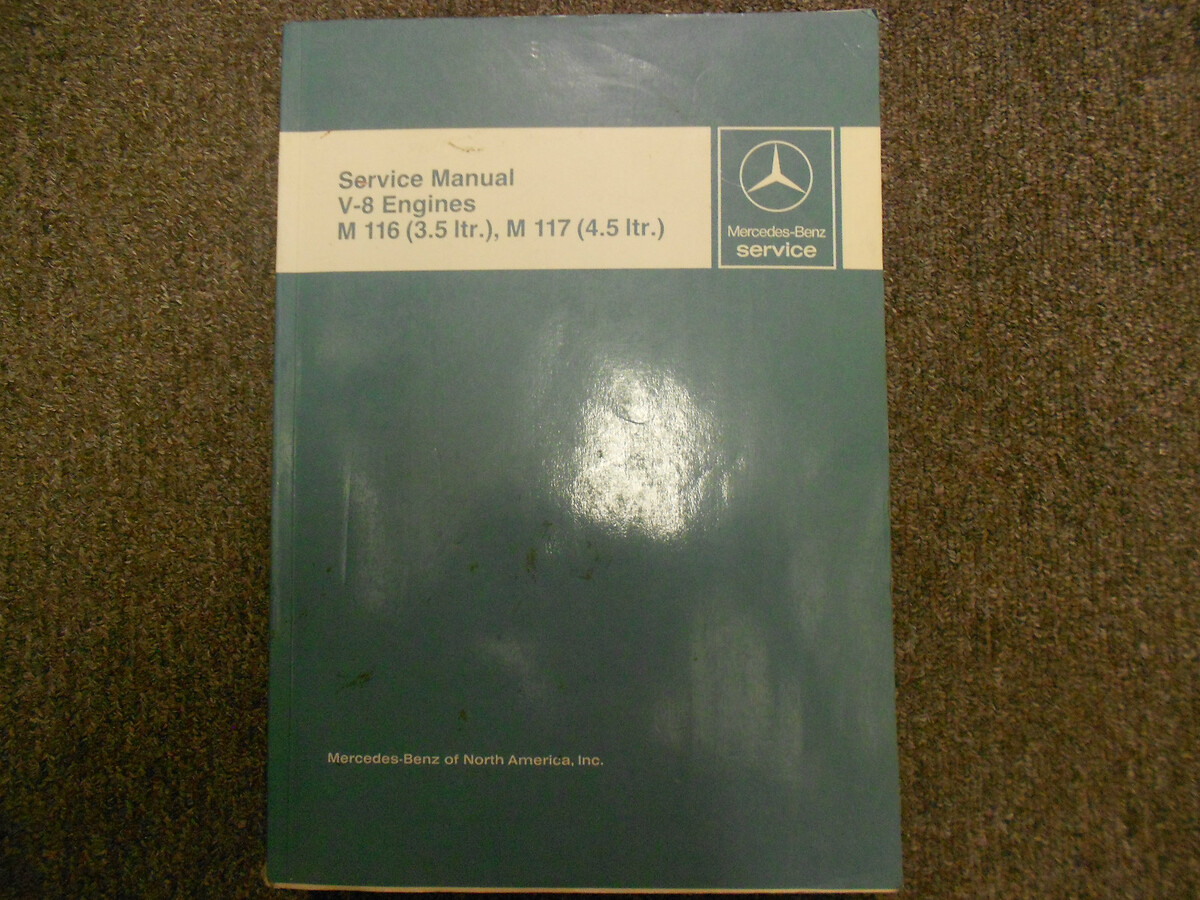 Service Manual
V-8 Engines
M 116 (3.5 ltr.), M 117 (4.5 ltr.)
Mercedes-Benz
service
Mercedes-Benz of North America, Inc.